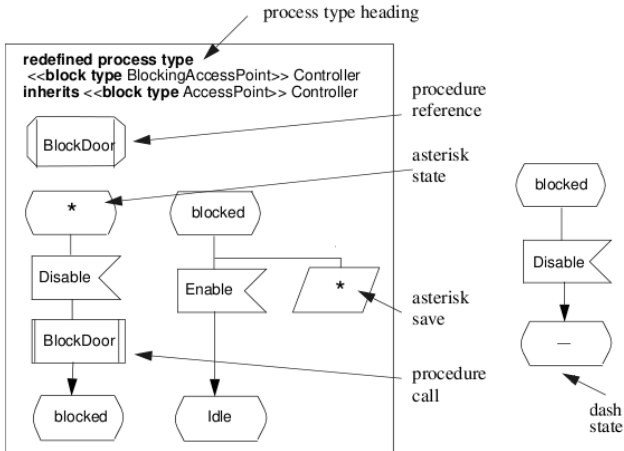 process type heading
redefined process type
<<block type BlockingAccessPoint>> Controller
inherits <<block type AccessPoint>> Controller
BlockDoor
procedure
reference
asterisk
state
*
blocked
blocked
Disable
Enable
*
Disable
asterisk
save
BlockDoor
—
procedure
call
blocked
Idle
dash
state